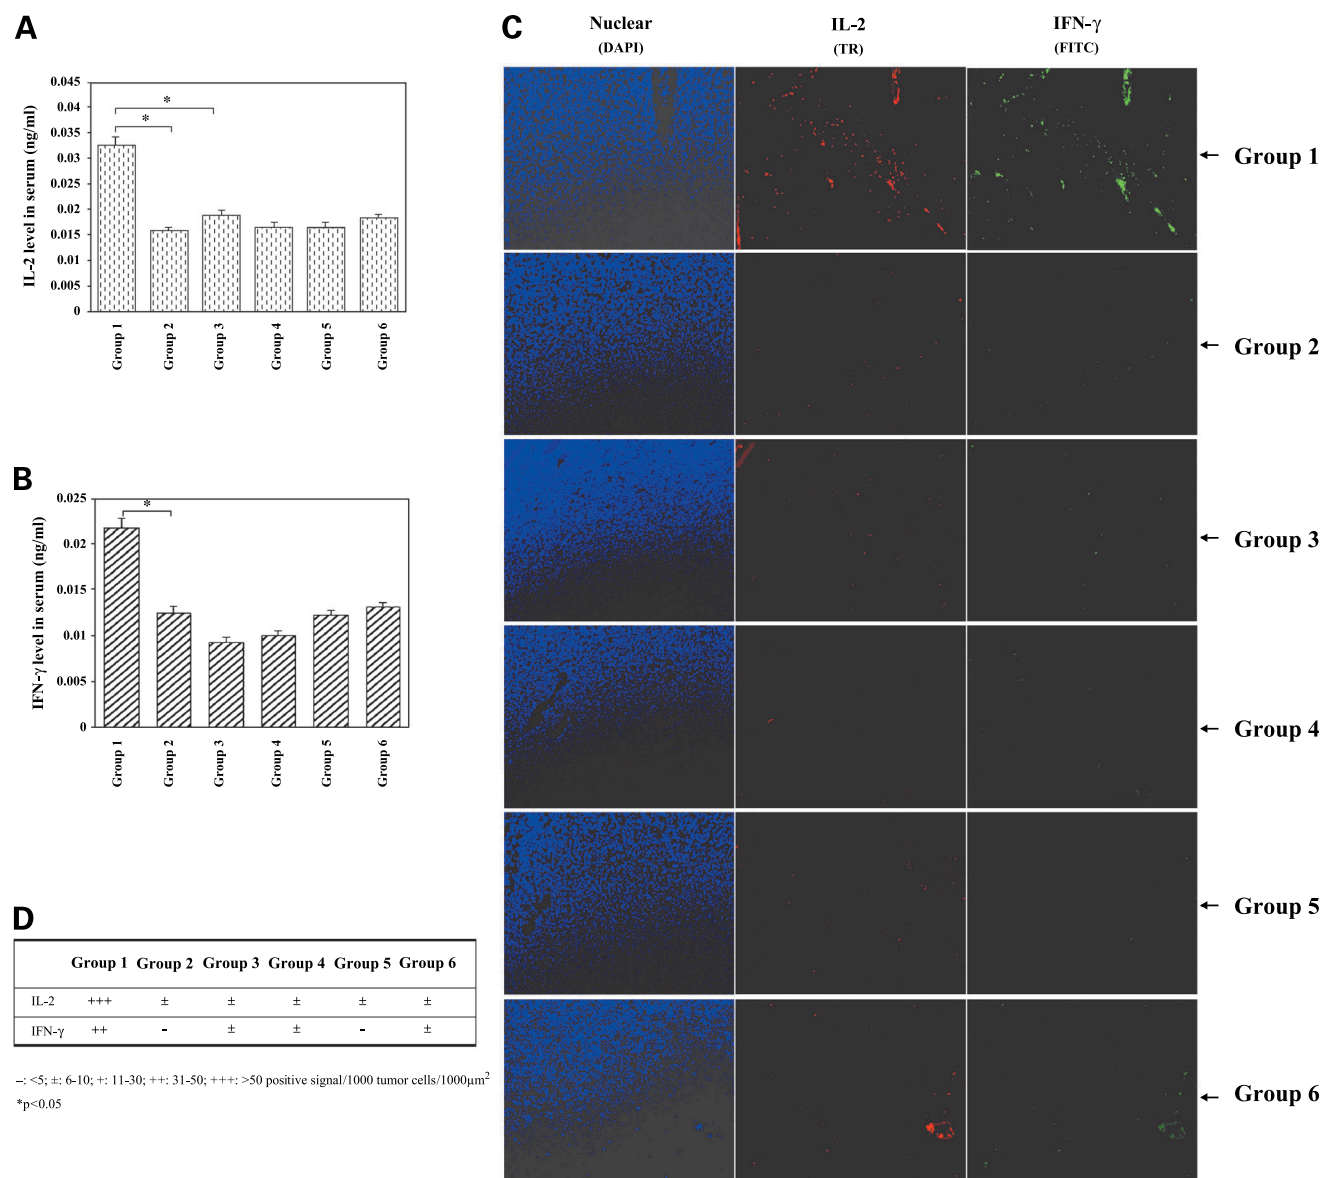 A
0.045
0.04
0.035
0.03
0.025
0.02
0.015
0.01
0.005
0
IL-2 level in serum (ng/ml)
*
*
Group 1
Group 2
Group 3
Group 4
Group 5
Group 6
B
0.025
0.02
0.015
0.01
0.005
0
IFN-γ level in serum (ng/ml)
*
Group 1
Group 2
Group 3
Group 4
Group 5
Group 6
D
Group 1 Group 2 Group 3 Group 4 Group 5 Group 6
IL-2 +++ ± ± ± ± ±
IFN-γ ++ - ± ± - ±
–: <5; ±: 6-10; +: 11-30; ++: 31-50; +++: >50 positive signal/1000 tumor cells/1000μm²
*p<0.05
C
Nuclear IL-2 IFN-γ
(DAPI) (TR) (FITC)
← Group 1
← Group 2
← Group 3
← Group 4
← Group 5
← Group 6